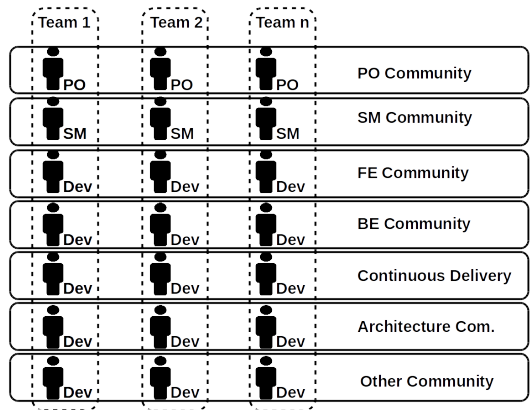 Team 1 Team 2 Team n
PO PO PO PO Community
SM SM SM SM Community
Dev Dev Dev FE Community
Dev Dev Dev BE Community
Dev Dev Dev Continuous Delivery
Dev Dev Dev Architecture Com.
Dev Dev Dev Other Community